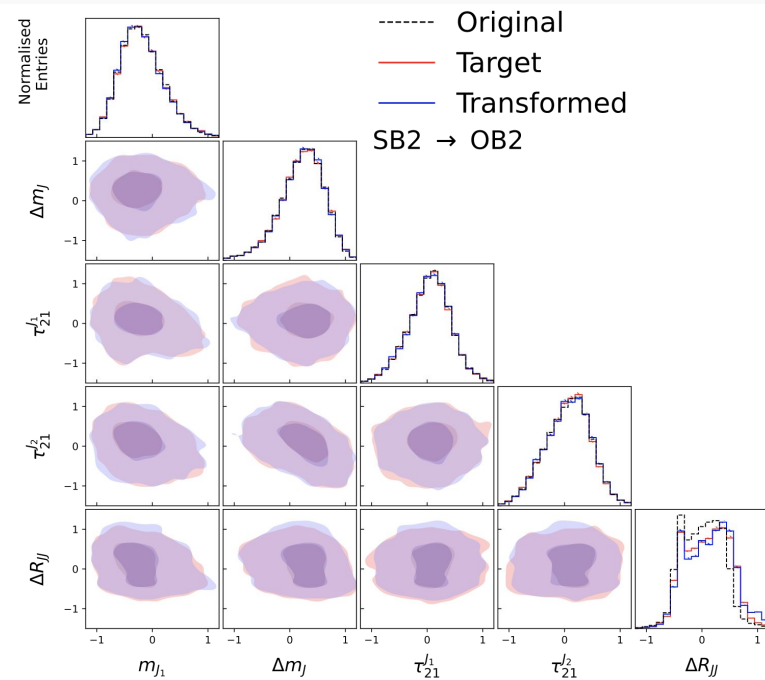 Normalised
Entries
Original
Target
Transformed
SB2 → OB2
1
0
−1
Δm_J
1
0
−1
τ_21^{J_1}
1
0
−1
τ_21^{J_2}
1
0
−1
ΔR_JJ
−1 0 1 −1 0 1 −1 0 1 −1 0 1 −1 0 1
m_{J_1} Δm_J τ_21^{J_1} τ_21^{J_2} ΔR_JJ